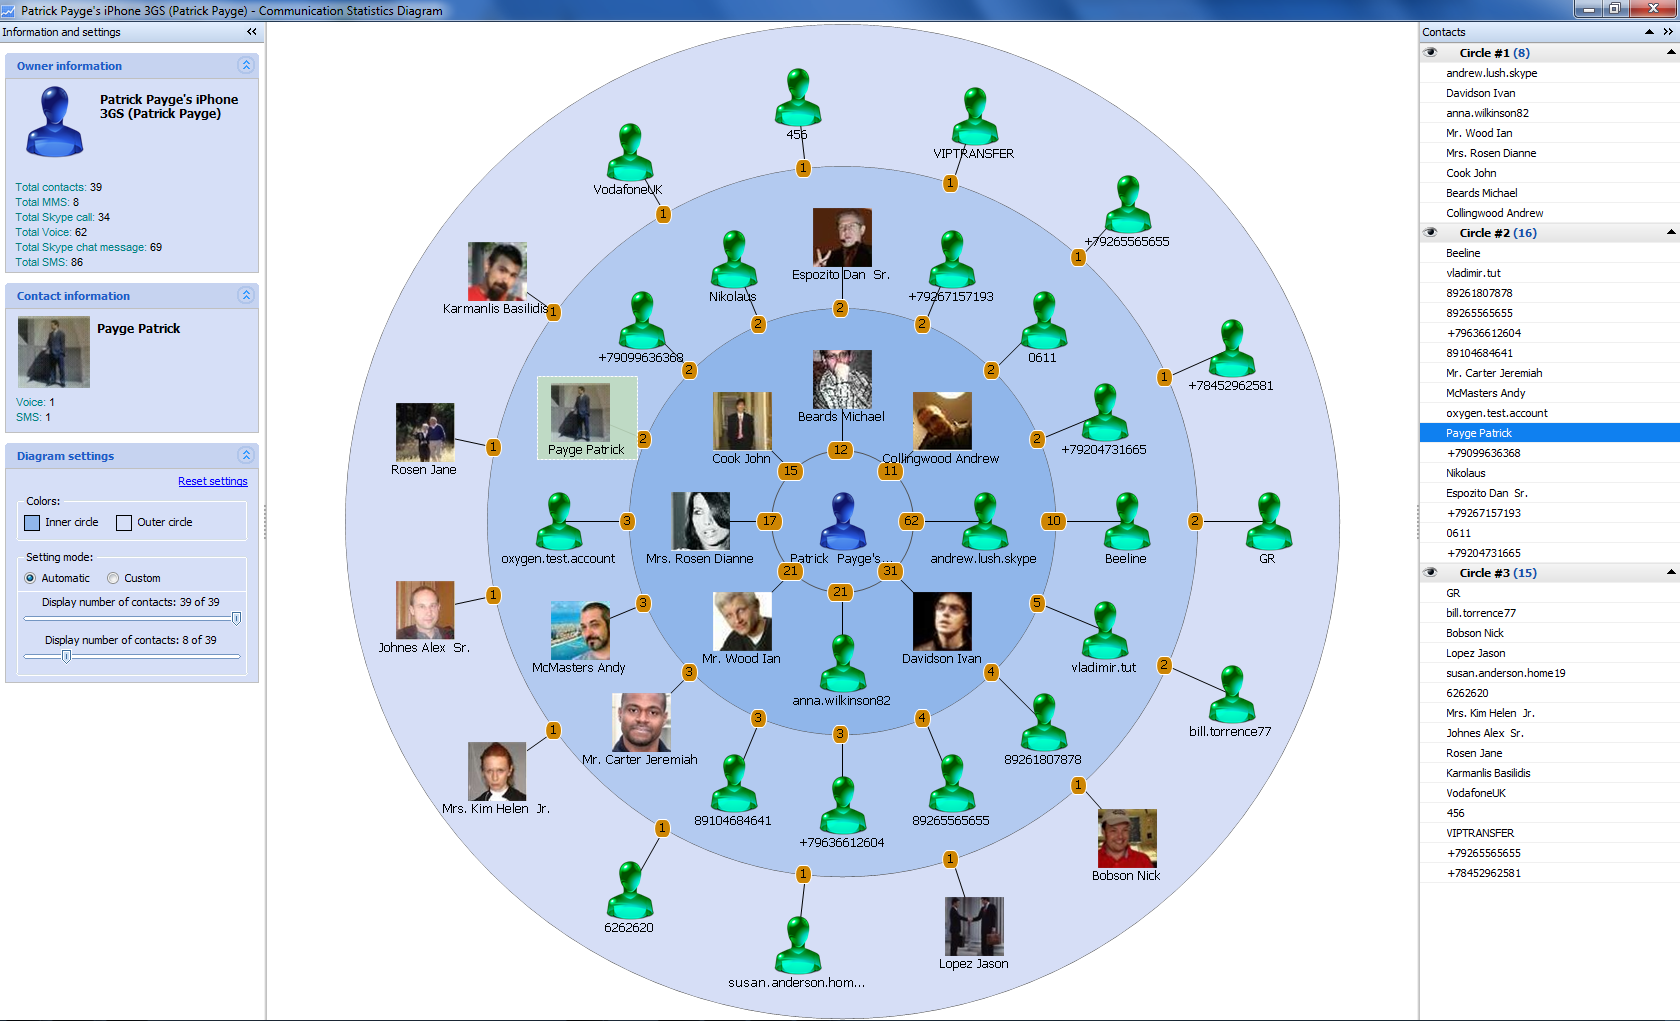 Patrick Payge's iPhone 3GS (Patrick Payge) - Communication Statistics Diagram
Information and settings
Owner information
Patrick Payge's iPhone
3GS (Patrick Payge)
Total contacts: 39
Total MMS: 8
Total Skype call: 34
Total Voice: 62
Total Skype chat message: 69
Total SMS: 86
Contact information
Payge Patrick
Voice: 1
SMS: 1
Diagram settings
Reset settings
Colors:
Inner circle
Outer circle
Setting mode:
Automatic
Custom
Display number of contacts: 39 of 39
Display number of contacts: 8 of 39
456
1
VIPTRANSFER
1
VodafoneUK
1
+79265565655
1
Karmanlis Basilidis
1
Nikolaus
2
Espozito Dan  Sr.
2
+79267157193
2
+79099636368
2
0611
2
+78452962581
1
Rosen Jane
1
Payge Patrick
2
Cook John
15
Beards Michael
12
Collingwood Andrew
11
+79204731665
2
oxygen.test.account
3
Mrs. Rosen Dianne
17
Patrick  Payge's...
62
andrew.lush.skype
10
Beeline
2
GR
Johnes Alex  Sr.
1
McMasters Andy
3
Mr. Wood Ian
21
anna.wilkinson82
21
Davidson Ivan
31
vladimir.tut
5
bill.torrence77
2
Mr. Carter Jeremiah
3
89261807878
4
Mrs. Kim Helen  Jr.
1
89104684641
3
+79636612604
3
89265565655
4
Bobson Nick
1
6262620
1
susan.anderson.hom...
1
Lopez Jason
1
Contacts
Circle #1 (8)
andrew.lush.skype
Davidson Ivan
anna.wilkinson82
Mr. Wood Ian
Mrs. Rosen Dianne
Cook John
Beards Michael
Collingwood Andrew
Circle #2 (16)
Beeline
vladimir.tut
89261807878
89265565655
+79636612604
89104684641
Mr. Carter Jeremiah
McMasters Andy
oxygen.test.account
Payge Patrick
+79099636368
Nikolaus
Espozito Dan  Sr.
+79267157193
0611
+79204731665
Circle #3 (15)
GR
bill.torrence77
Bobson Nick
Lopez Jason
susan.anderson.home19
6262620
Mrs. Kim Helen  Jr.
Johnes Alex  Sr.
Rosen Jane
Karmanlis Basilidis
VodafoneUK
456
VIPTRANSFER
+79265565655
+78452962581